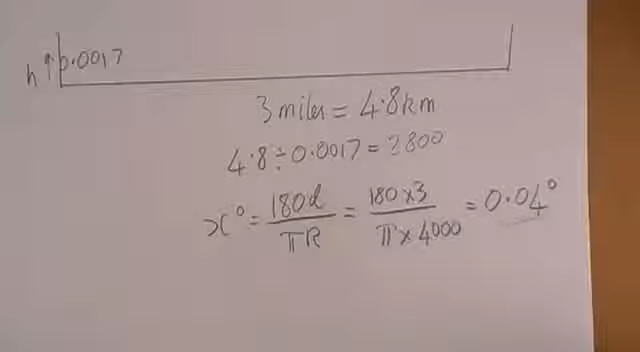 h↑0.0017
3 miles = 4.8km
4.8÷0.0017=2800
x°= 180d/πR = 180×3/π×4000 = 0.04°